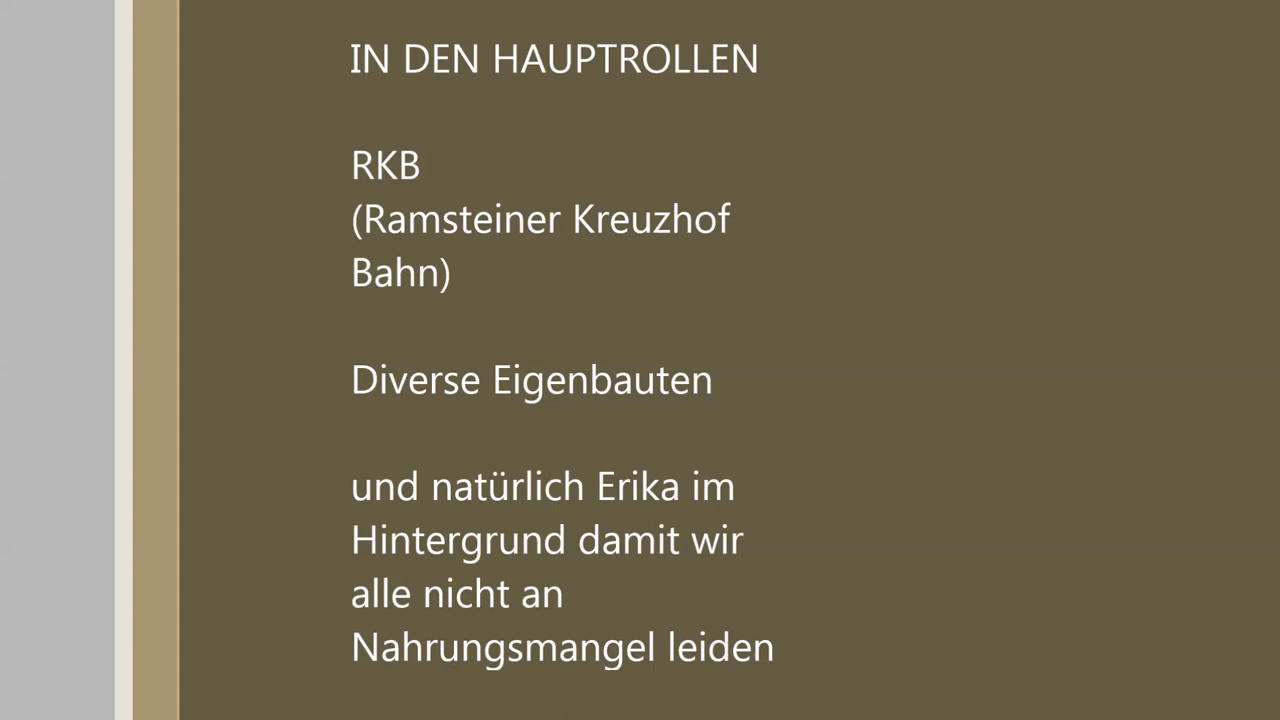 IN DEN HAUPTROLLEN
RKB
(Ramsteiner Kreuzhof
Bahn)
Diverse Eigenbauten
und natürlich Erika im
Hintergrund damit wir
alle nicht an
Nahrungsmangel leiden